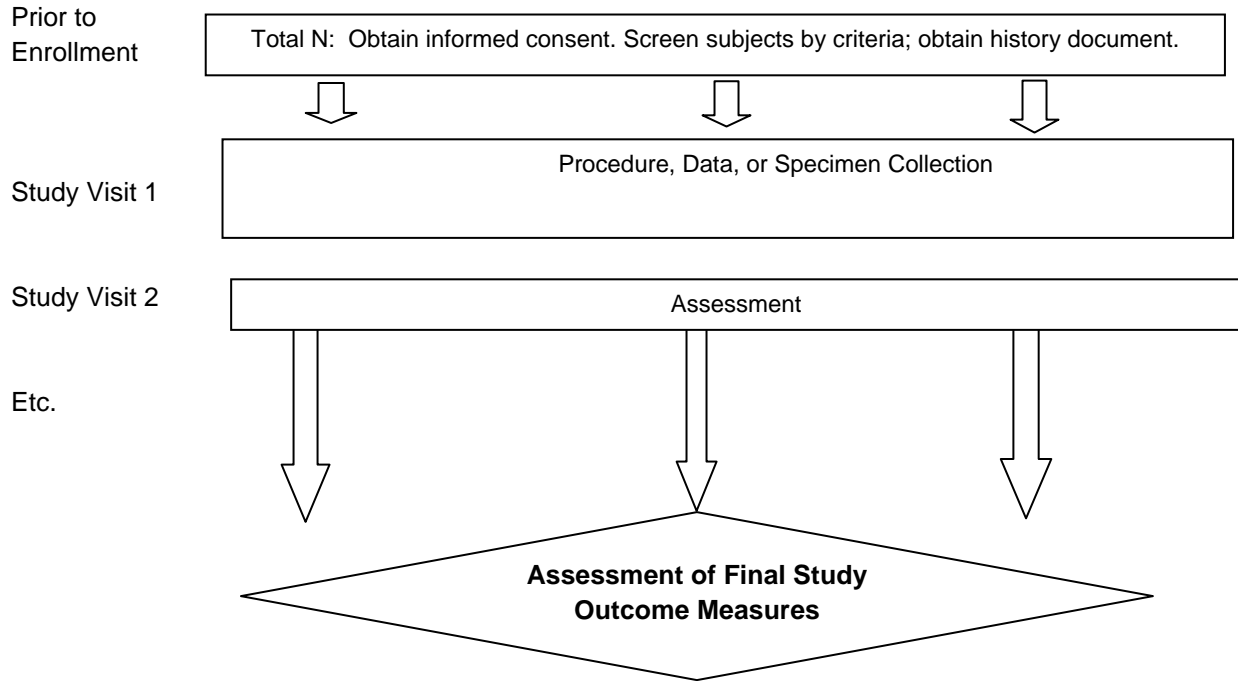 Prior to
Enrollment
Total N:  Obtain informed consent. Screen subjects by criteria; obtain history document.
Study Visit 1
Procedure, Data, or Specimen Collection
Study Visit 2
Assessment
Etc.
Assessment of Final Study
Outcome Measures